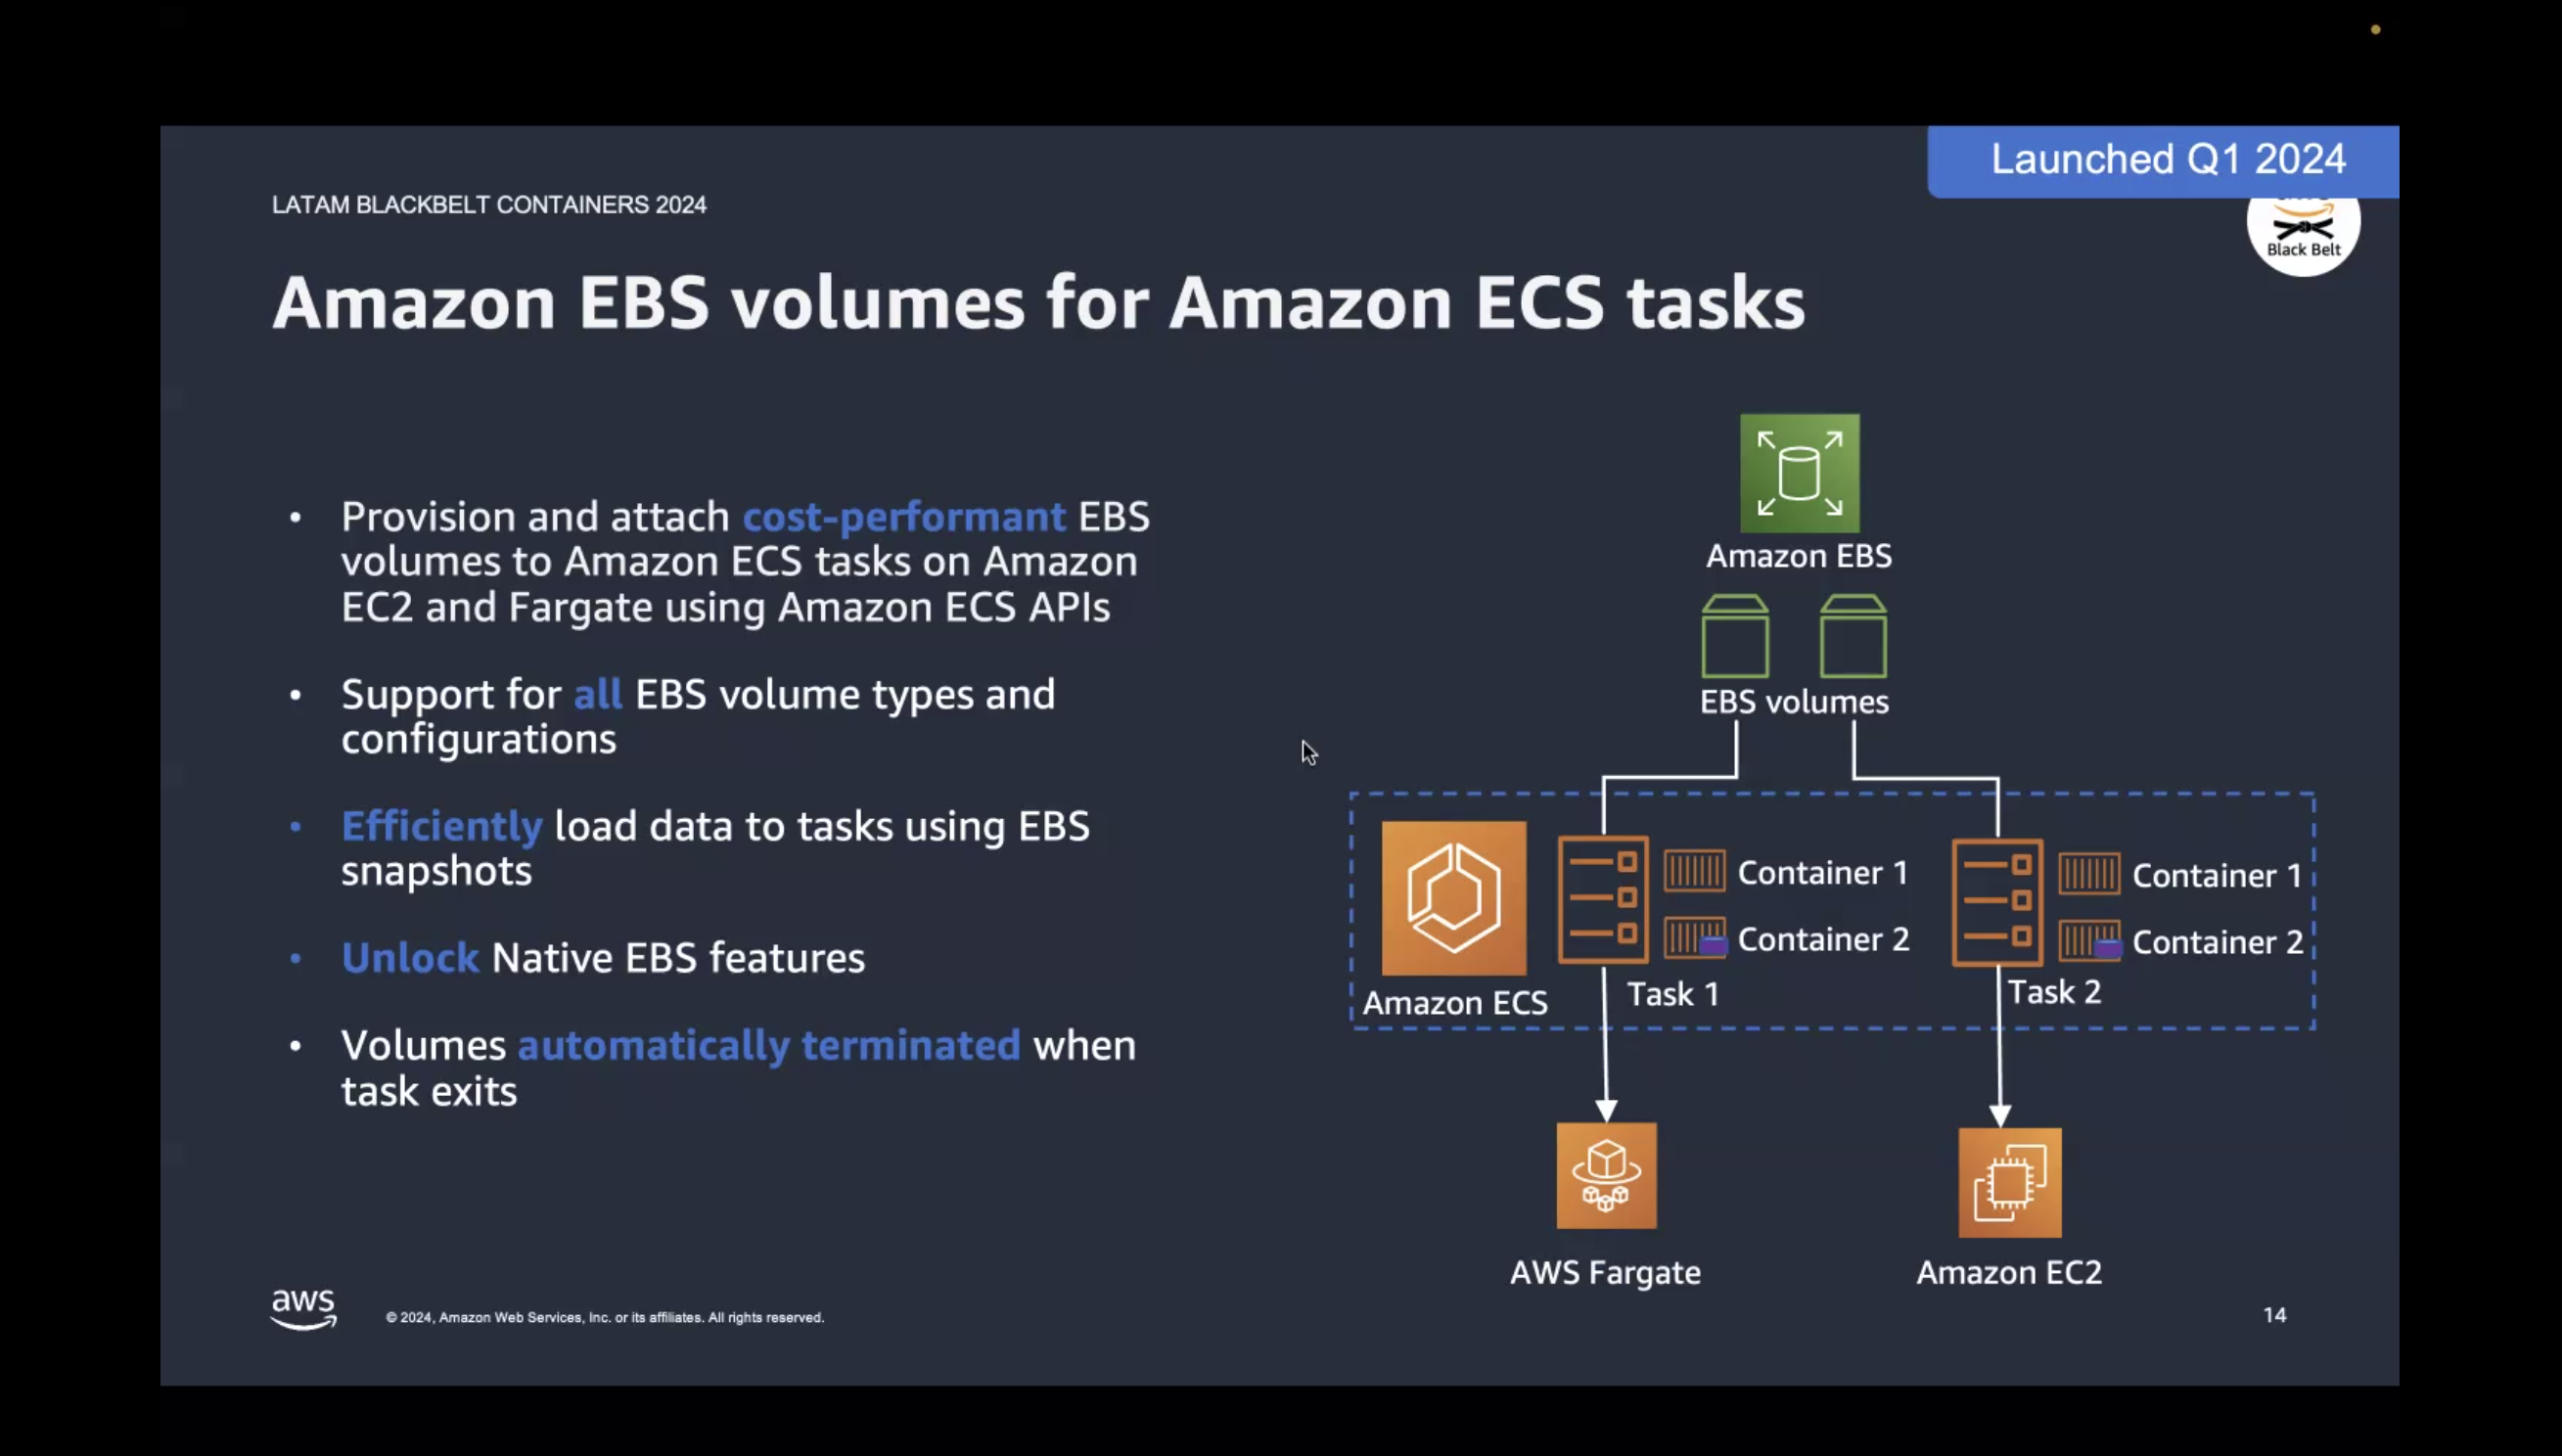 Launched Q1 2024
LATAM BLACKBELT CONTAINERS 2024
Black Belt
Amazon EBS volumes for Amazon ECS tasks
• Provision and attach cost-performant EBS
volumes to Amazon ECS tasks on Amazon
EC2 and Fargate using Amazon ECS APIs
• Support for all EBS volume types and
configurations
• Efficiently load data to tasks using EBS
snapshots
• Unlock Native EBS features
• Volumes automatically terminated when
task exits
Amazon EBS
EBS volumes
Amazon ECS
Container 1
Container 2
Task 1
Container 1
Container 2
Task 2
AWS Fargate
Amazon EC2
aws
© 2024, Amazon Web Services, Inc. or its affiliates. All rights reserved.
14